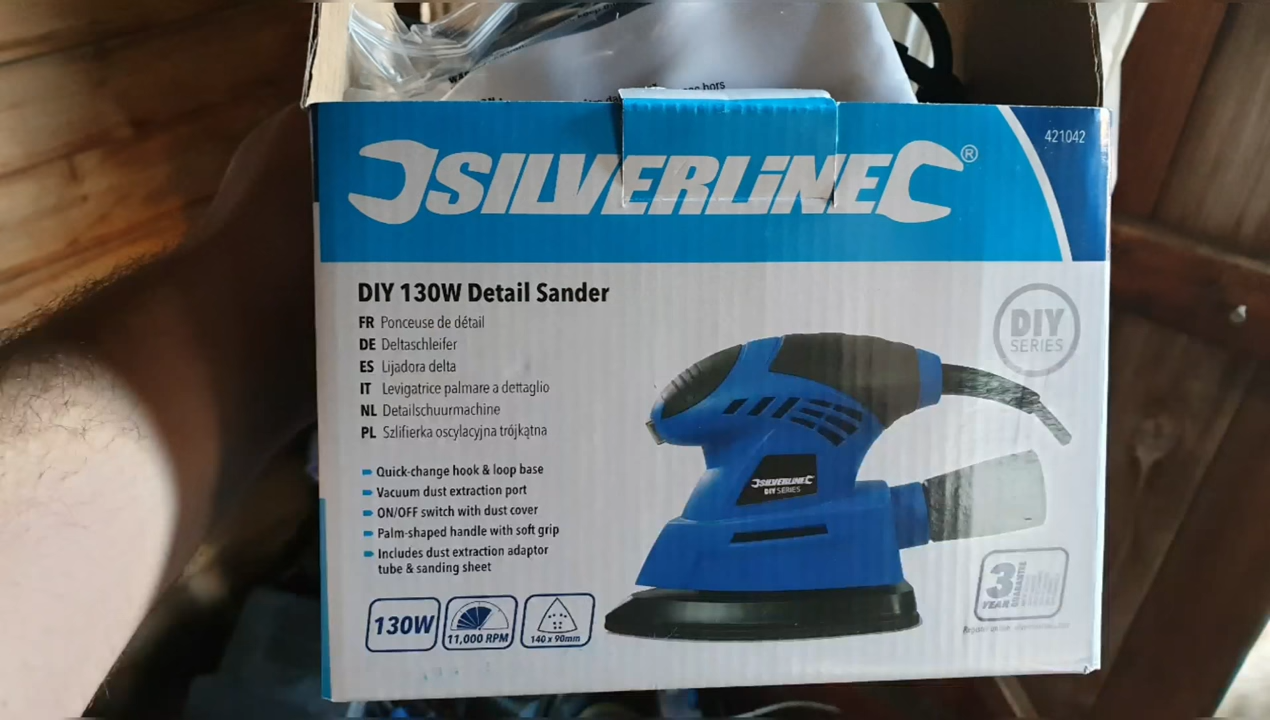 hors
421042
SILVERLINE®
DIY 130W Detail Sander
FR Ponceuse de détail
DE Deltaschleifer
ES Lijadora delta
IT Levigatrice palmare a dettaglio
NL Detailschuurmachine
PL Szlifierka oscylacyjna trójkątna
DIY
SERIES
Quick-change hook & loop base
Vacuum dust extraction port
ON/OFF switch with dust cover
Palm-shaped handle with soft grip
Includes dust extraction adaptor
tube & sanding sheet
SILVERLINE
DIY SERIES
130W
11,000 RPM
140 x 90mm
3
YEAR
GUARANTEE